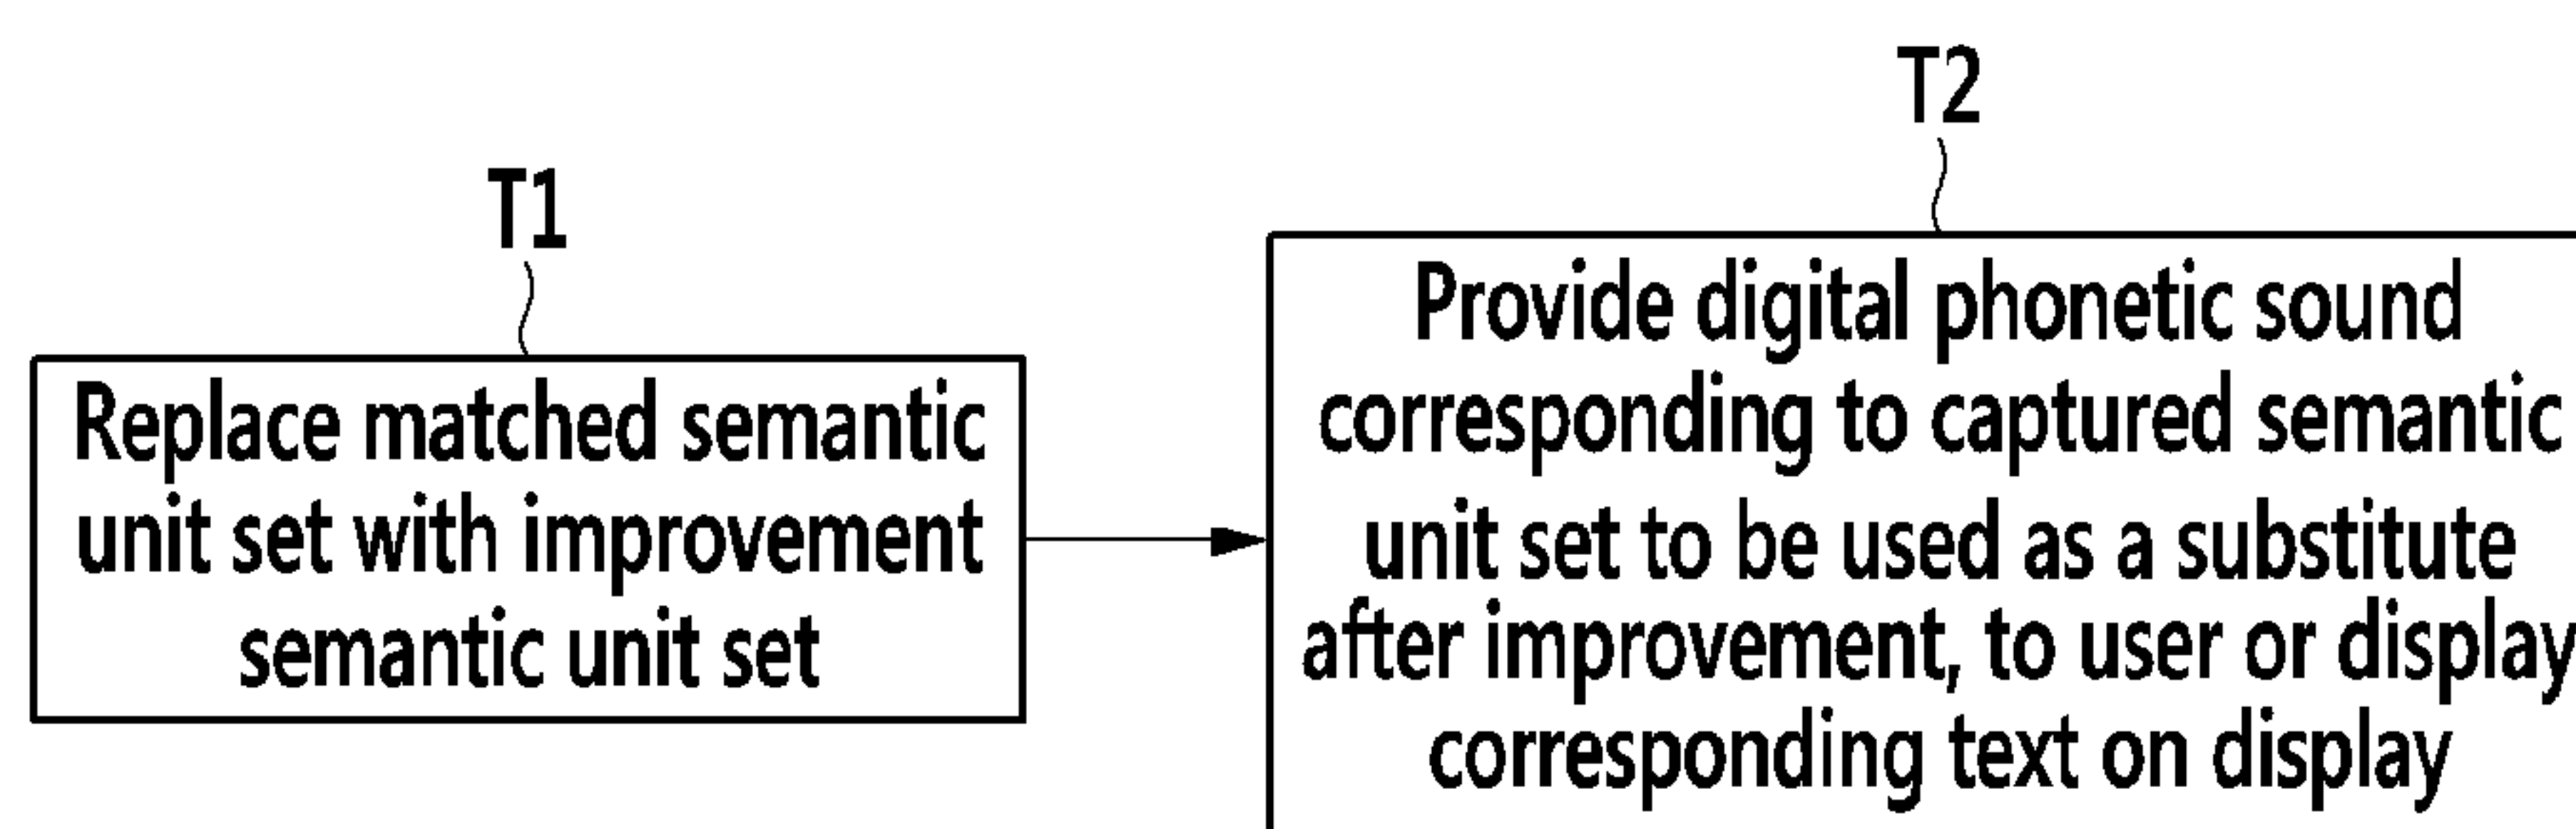 T1
Replace matched semantic
unit set with improvement
semantic unit set
T2
Provide digital phonetic sound
corresponding to captured semantic
unit set to be used as a substitute
after improvement, to user or display
corresponding text on display